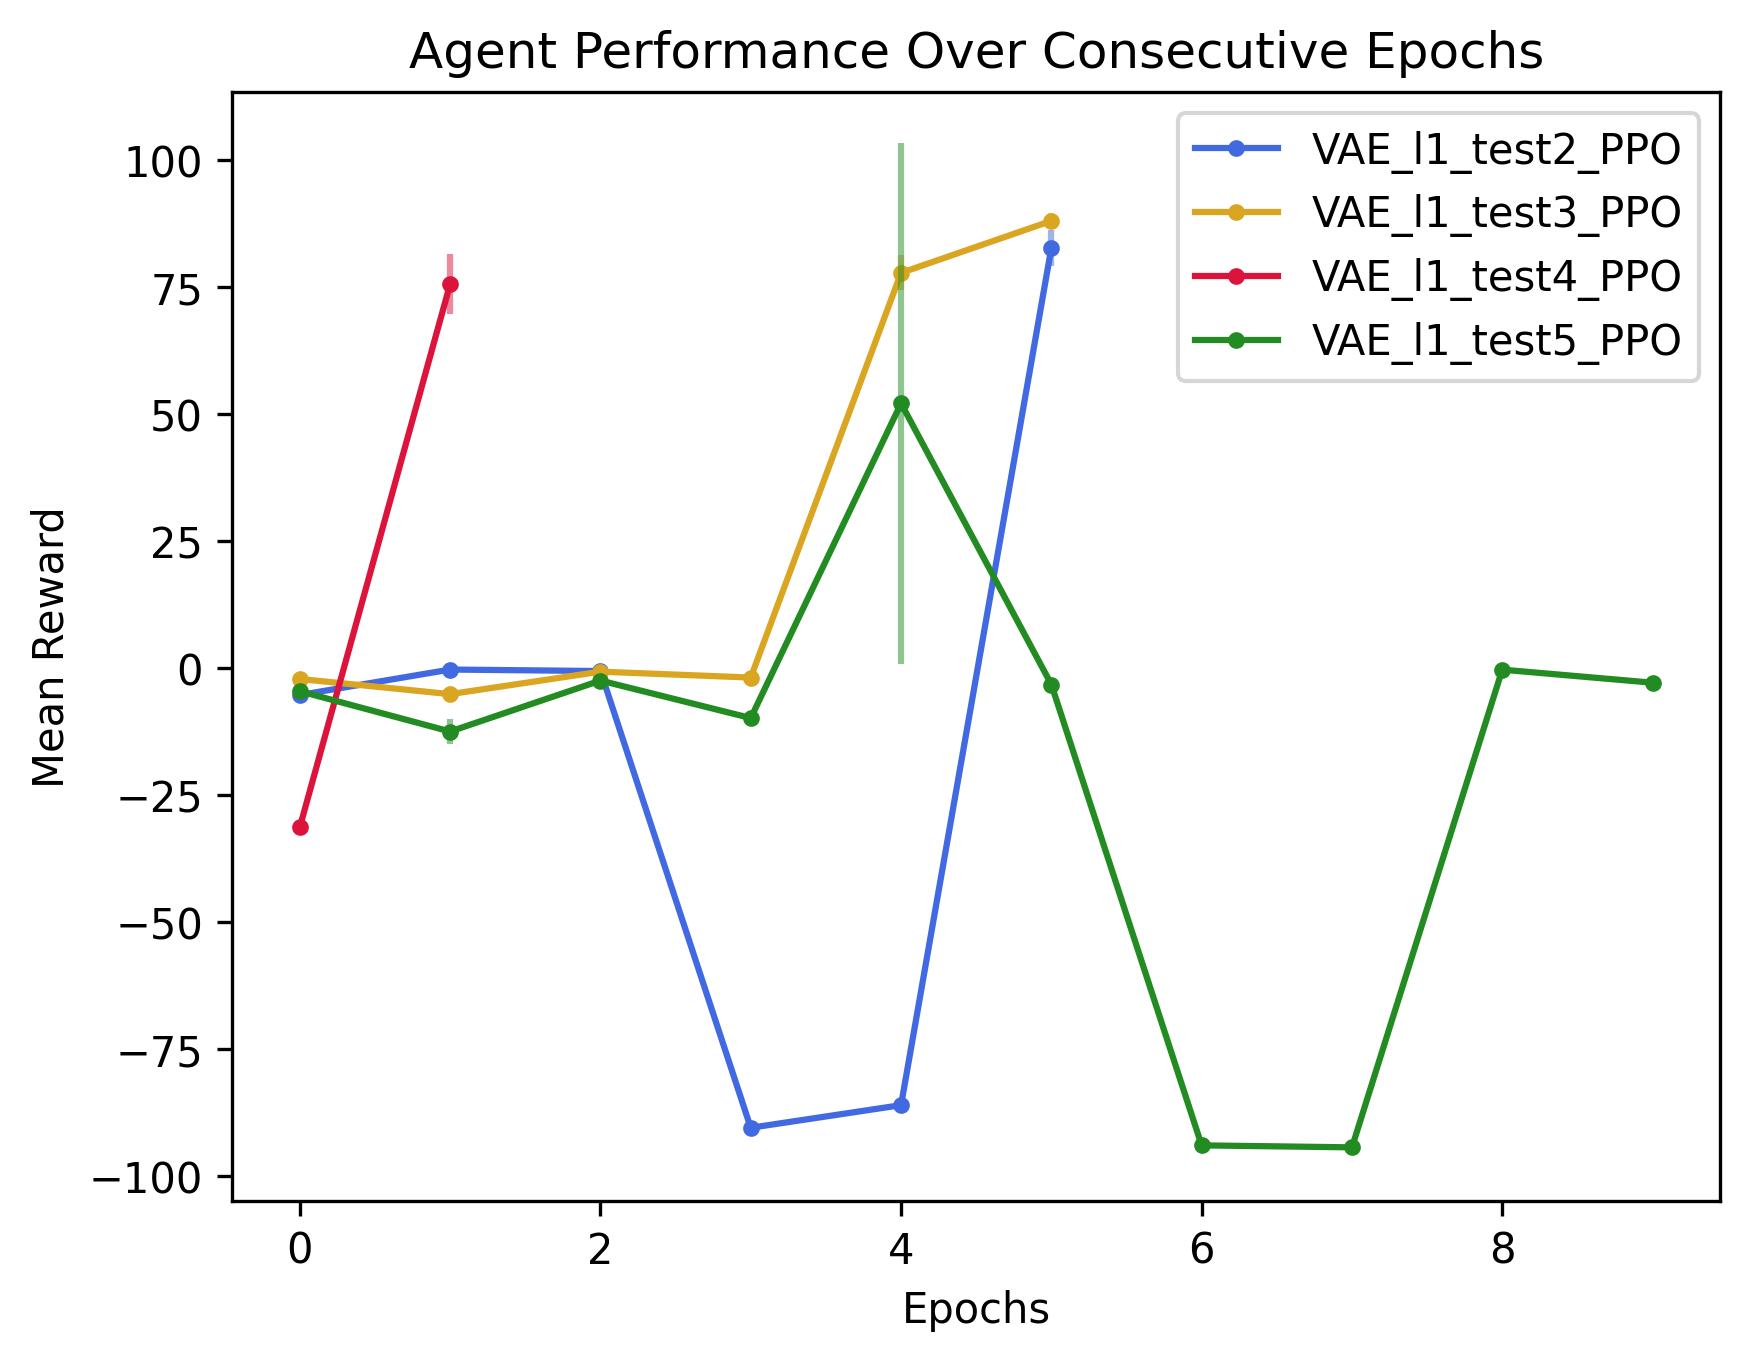 Agent Performance Over Consecutive Epochs
VAE_l1_test2_PPO
VAE_l1_test3_PPO
VAE_l1_test4_PPO
VAE_l1_test5_PPO
100
75
50
25
0
−25
−50
−75
−100
Mean Reward
0 2 4 6 8
Epochs